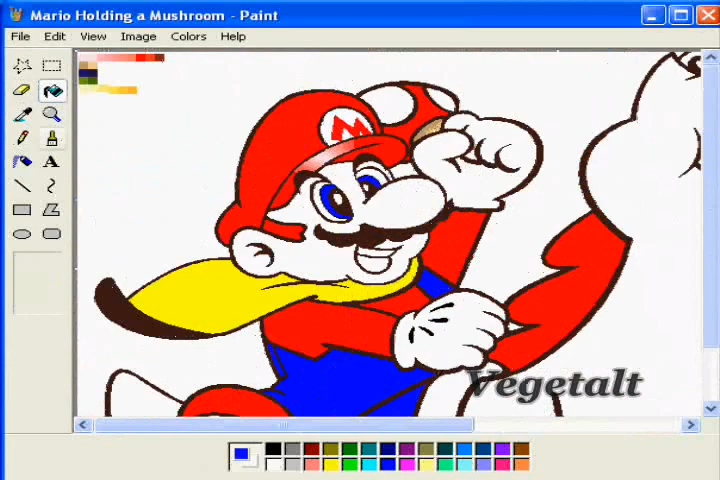 Mario Holding a Mushroom - Paint
File Edit View Image Colors Help
A
M
Vegetalt